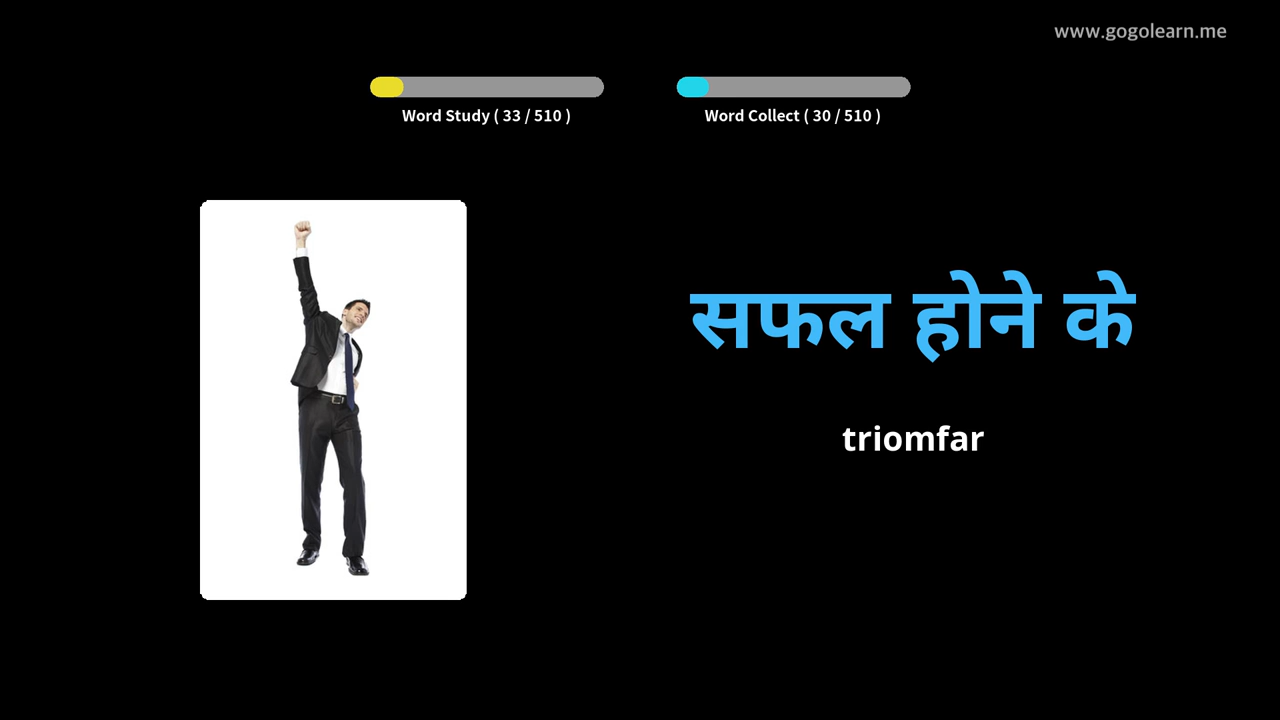 www.gogolearn.me
Word Study ( 33 / 510 )
Word Collect ( 30 / 510 )
सफल होने के
triomfar